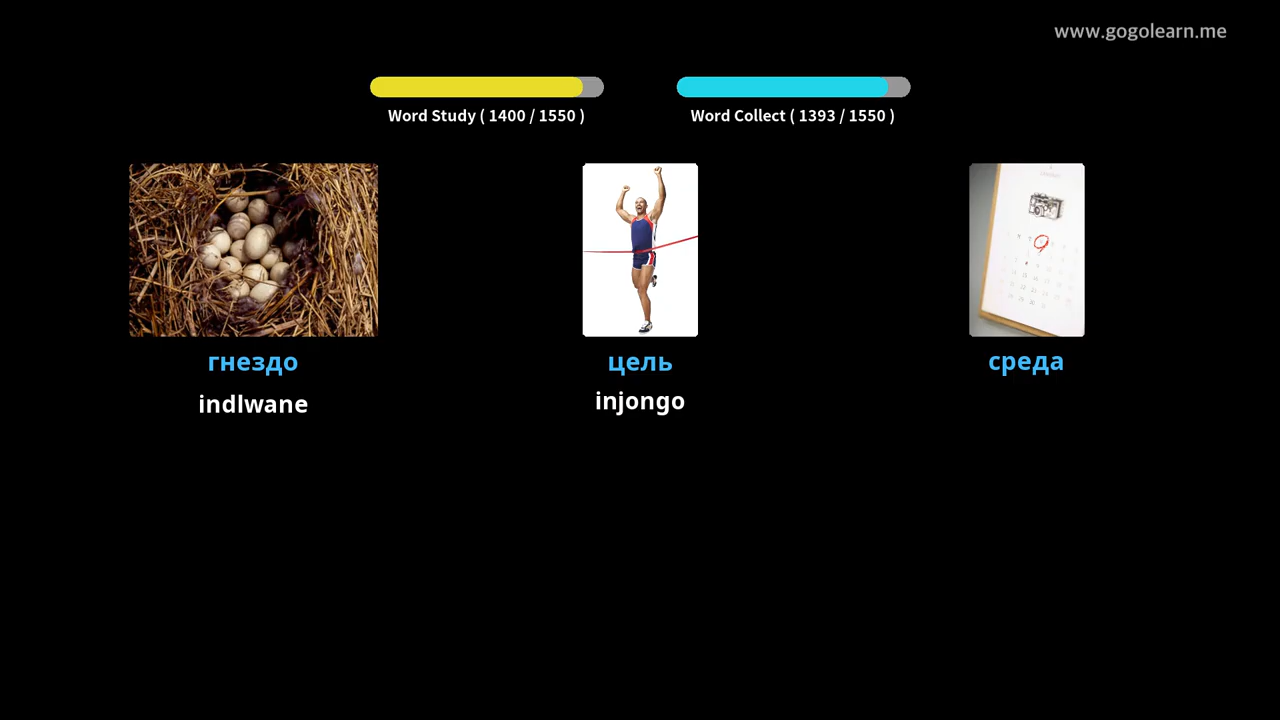 www.gogolearn.me
Word Study ( 1400 / 1550 )
Word Collect ( 1393 / 1550 )
гнездо
цель
среда
indlwane
injongo